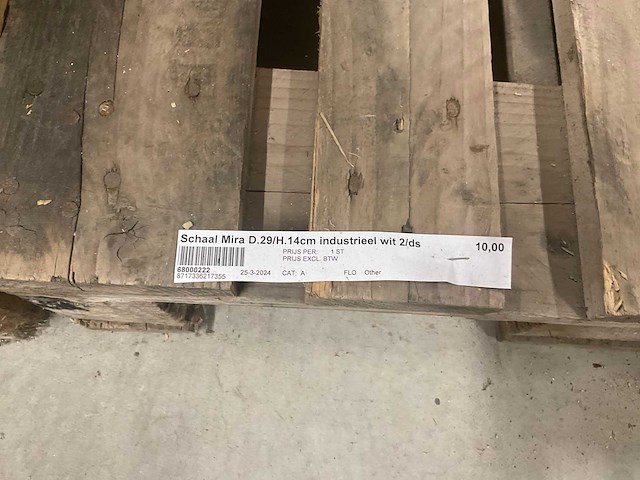 Schaal Mira D.29/H.14cm industrieel wit 2/ds 10,00
PRIJS PER: 1 ST
PRIJS EXCL. BTW
68000222
8717336217355 25-3-2024 CAT: A FLO Other